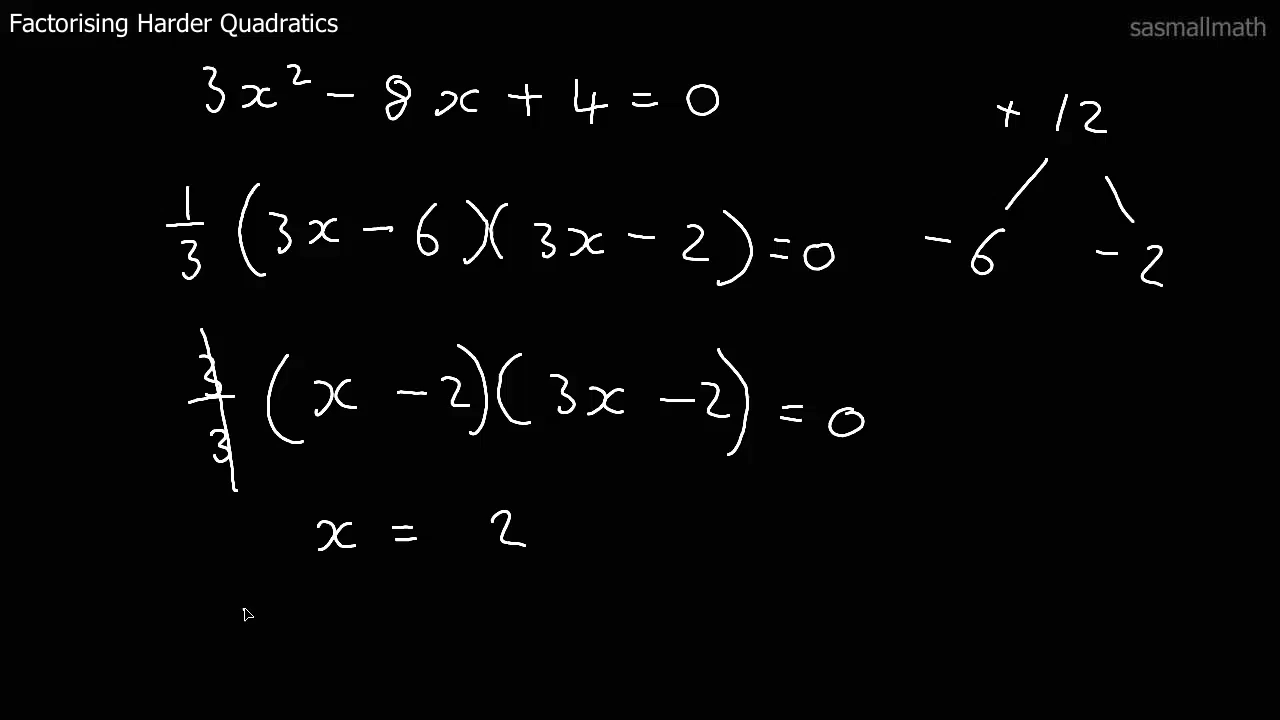 Factorising Harder Quadratics
sasmallmath
3x² - 8x + 4 = 0
+ 12
1/3 (3x - 6)(3x - 2) = 0
- 6 - 2
3/3 (x - 2)(3x - 2) = 0
x = 2